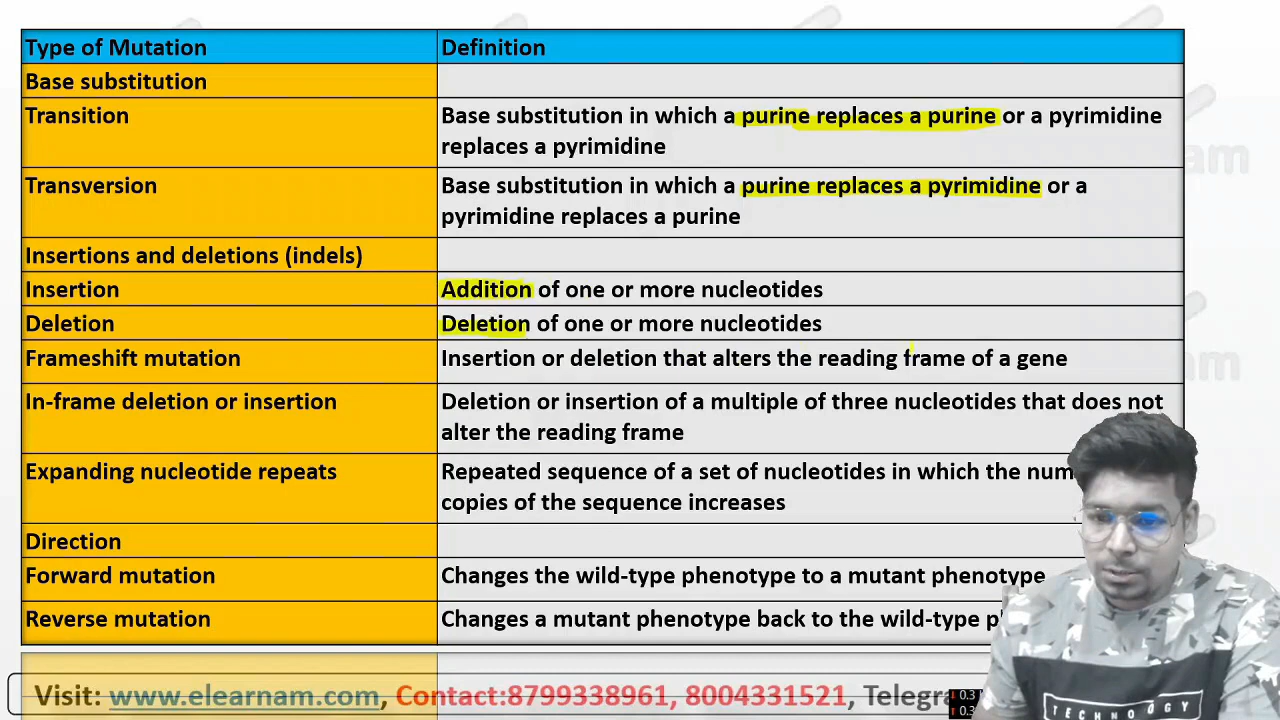 Type of Mutation
Definition
Base substitution
Transition
Base substitution in which a purine replaces a purine or a pyrimidine
replaces a pyrimidine
Transversion
Base substitution in which a purine replaces a pyrimidine or a
pyrimidine replaces a purine
Insertions and deletions (indels)
Insertion
Addition of one or more nucleotides
Deletion
Deletion of one or more nucleotides
Frameshift mutation
Insertion or deletion that alters the reading frame of a gene
In-frame deletion or insertion
Deletion or insertion of a multiple of three nucleotides that does not
alter the reading frame
Expanding nucleotide repeats
Repeated sequence of a set of nucleotides in which the
copies of the sequence increases
Direction
Forward mutation
Changes the wild-type phenotype to a mutant phenotype
Reverse mutation
Changes a mutant phenotype back to the wild-type
Visit: www.elearnam.com, Contact:8799338961, 8004331521,
0.3
0.3
TECHNOLOGY